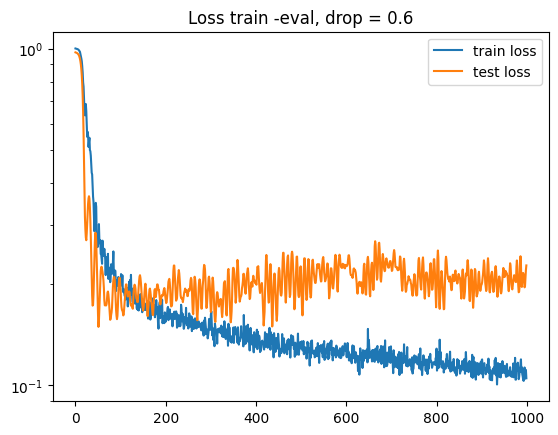 Loss train -eval, drop = 0.6
train loss
test loss
10⁰
10⁻¹
0 200 400 600 800 1000